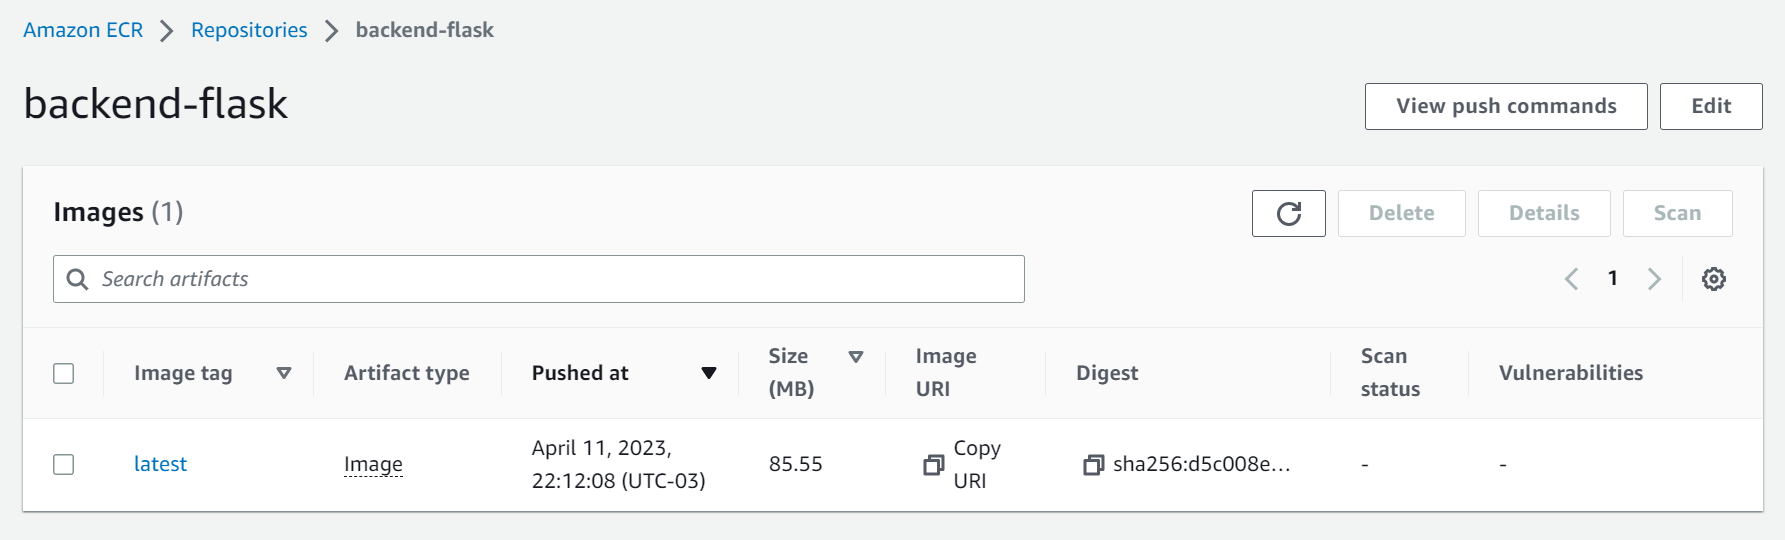 Amazon ECR > Repositories > backend-flask
backend-flask
View push commands
Edit
Images (1)
Delete
Details
Scan
Search artifacts
1
Image tag
Artifact type
Pushed at
Size
(MB)
Image
URI
Digest
Scan
status
Vulnerabilities
latest
Image
April 11, 2023,
22:12:08 (UTC-03)
85.55
Copy
URI
sha256:d5c008e...
-
-